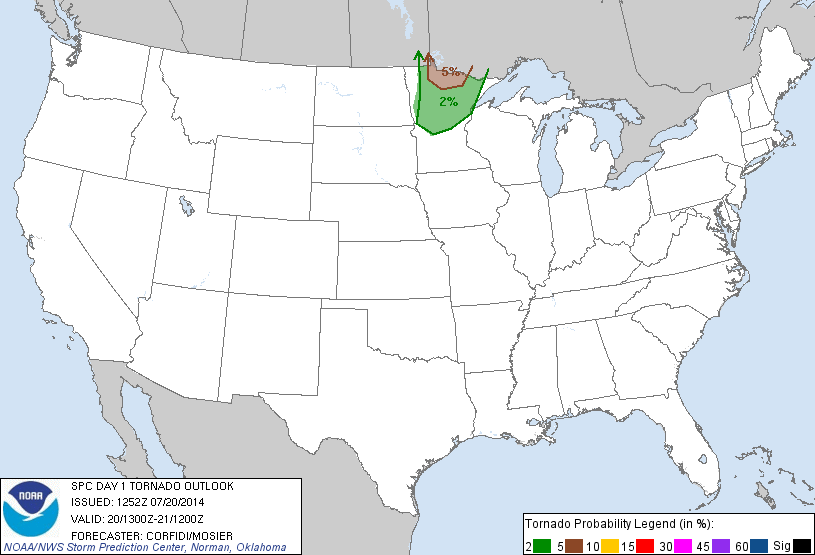 5%
2%
NOAA
SPC DAY 1 TORNADO OUTLOOK
ISSUED: 1252Z 07/20/2014
VALID: 20/1300Z-21/1200Z
FORECASTER: CORFIDI/MOSIER
NOAA/NWS Storm Prediction Center, Norman, Oklahoma
Tornado Probability Legend (in %):
2 5 10 15 30 45 60 Sig